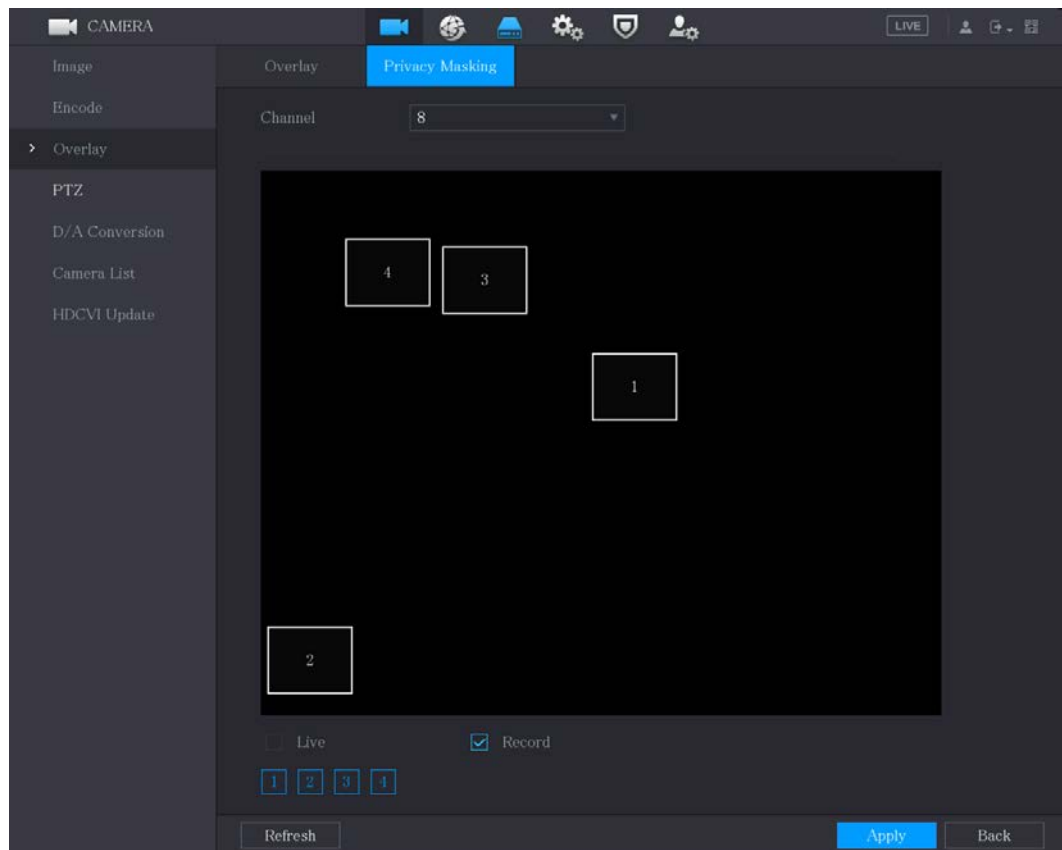 CAMERA
LIVE
Image
Overlay
Privacy Masking
Encode
Channel
8
Overlay
PTZ
D/A Conversion
Camera List
HDCVI Update
4
3
1
2
Live
Record
1 2 3 4
Refresh
Apply
Back